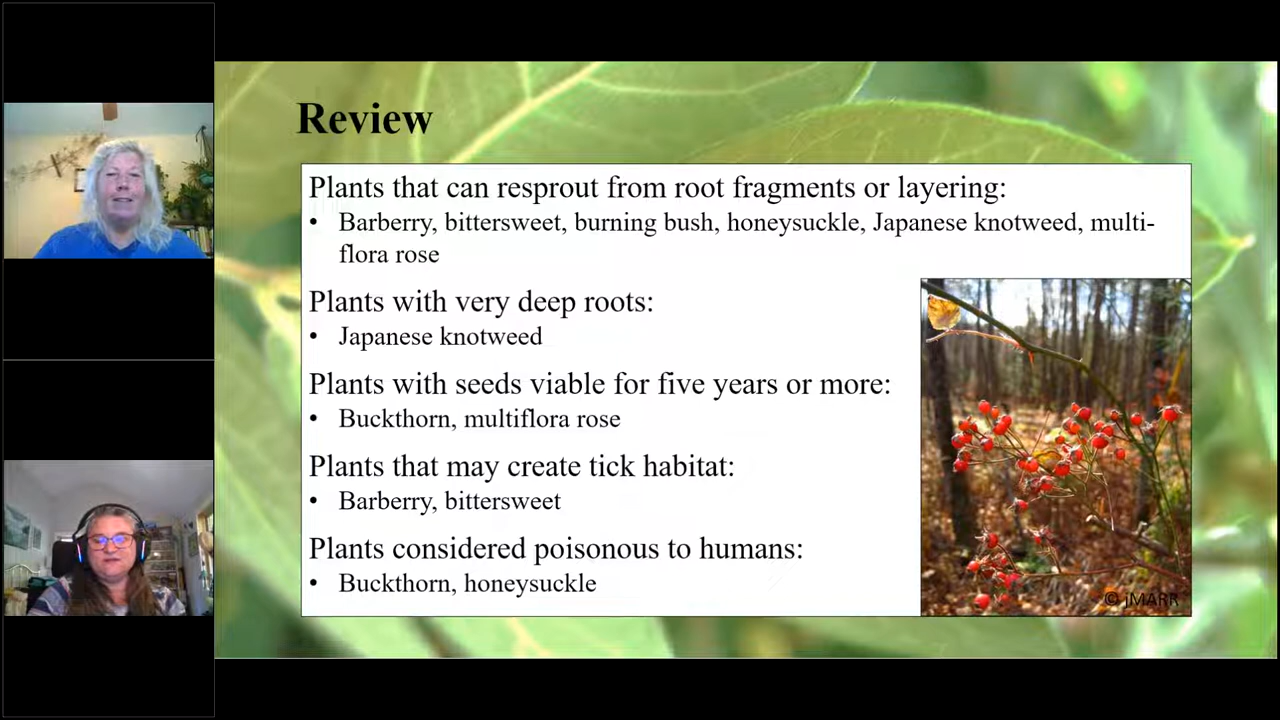 Review
Plants that can resprout from root fragments or layering:
• Barberry, bittersweet, burning bush, honeysuckle, Japanese knotweed, multi-
flora rose
Plants with very deep roots:
• Japanese knotweed
Plants with seeds viable for five years or more:
• Buckthorn, multiflora rose
Plants that may create tick habitat:
• Barberry, bittersweet
Plants considered poisonous to humans:
• Buckthorn, honeysuckle
© jMARR